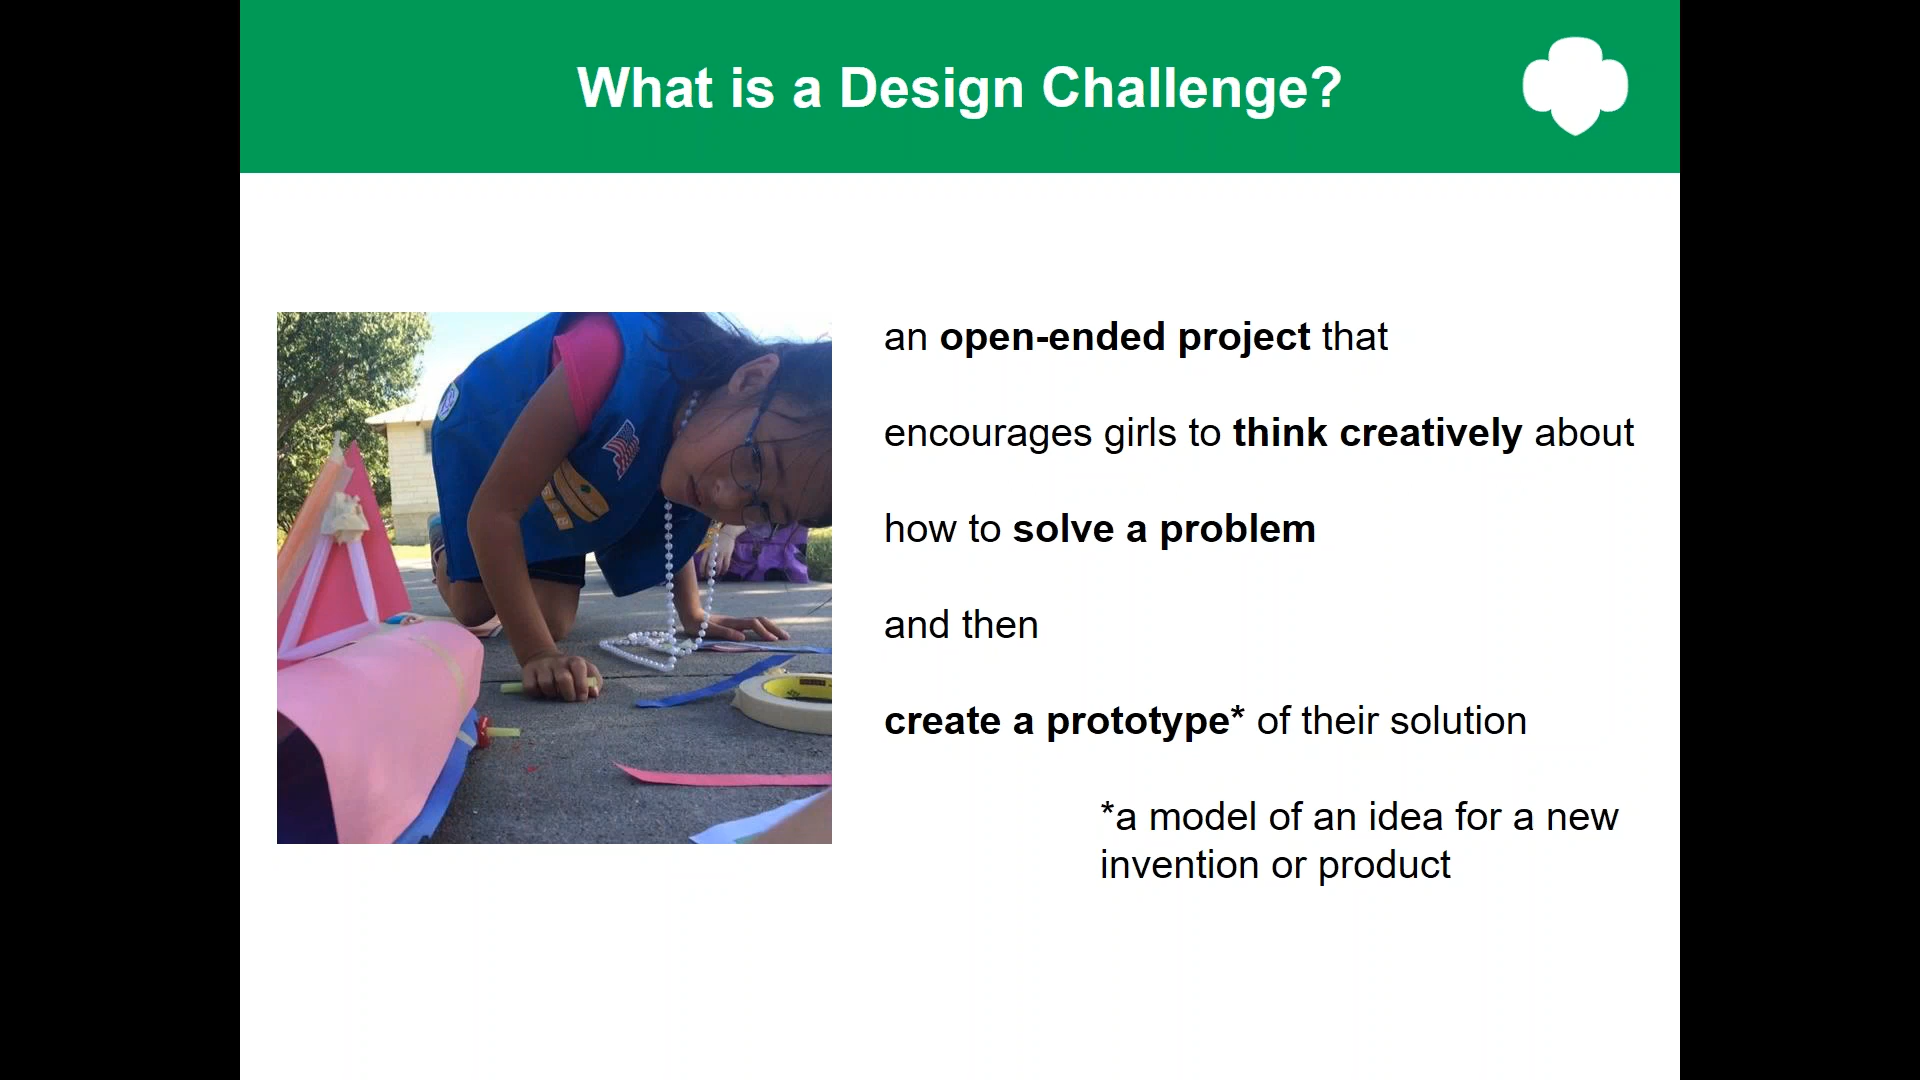 What is a Design Challenge?
an open-ended project that
encourages girls to think creatively about
how to solve a problem
and then
create a prototype* of their solution
*a model of an idea for a new
invention or product